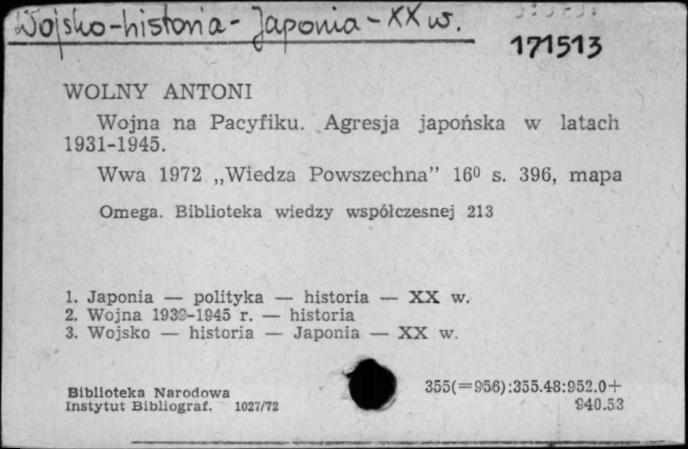 Wojsko-historia-Japonia-XX w.
171513
WOLNY ANTONI
Wojna na Pacyfiku. Agresja japońska w latach
1931-1945.
Wwa 1972 „Wiedza Powszechna” 16⁰ s. 396, mapa
Omega. Biblioteka wiedzy współczesnej 213
1. Japonia — polityka — historia — XX w.
2. Wojna 1939-1945 r. — historia
3. Wojsko — historia — Japonia — XX w.
Biblioteka Narodowa
Instytut Bibliograf. 1027/72
355(=956):355.48:952.0+
940.53